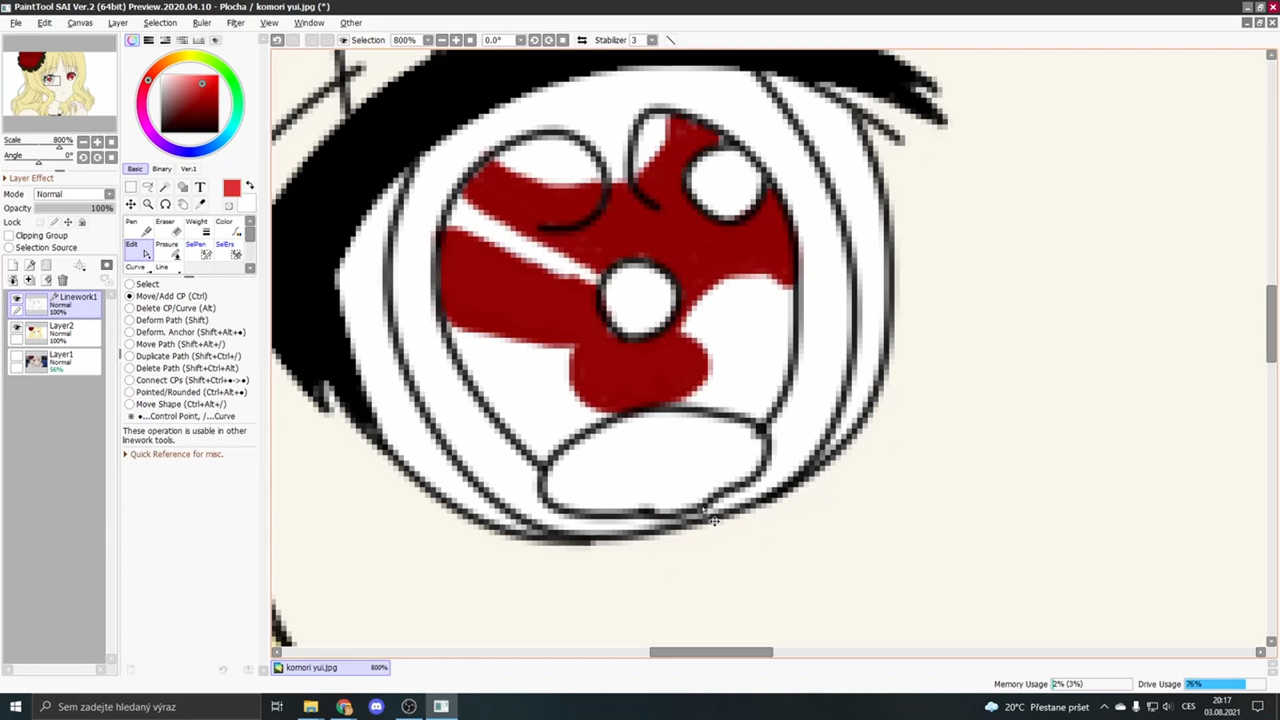 PaintTool SAI Ver.2 (64bit) Preview.2020.04.10 - Plocha / komori yui.jpg (*)
File Edit Canvas Layer Selection Ruler Filter View Window Other
Selection 800% 0.0° Stabilizer 3
Scale 800%
Angle 0°
Layer Effect
Mode Normal
Opacity 100%
Lock
Clipping Group
Selection Source
Linework1
Normal
100%
Layer2
Normal
100%
Layer1
Normal
56%
Basic Binary Ver.1
T
Pen Eraser Weight Color
Edit Prssure SelPen SelErs
Curve Line
Select
Move/Add CP (Ctrl)
Delete CP/Curve (Alt)
Deform Path (Shift)
Deform. Anchor (Shift+Alt+●)
Move Path (Shift+Alt+/)
Duplicate Path (Shift+Ctrl+/)
Delete Path (Shift+Ctrl+Alt)
Connect CPs (Shift+Ctrl+●->●)
Pointed/Rounded (Ctrl+Alt+●)
Move Shape (Ctrl+Alt+/)
●...Control Point, /...Curve
These operation is usable in other
linework tools.
Quick Reference for misc.
komori yui.jpg 800%
Memory Usage 2% (3%) Drive Usage 76%
Sem zadejte hledaný výraz
20°C Přestane pršet CES 20:17
03.08.2021